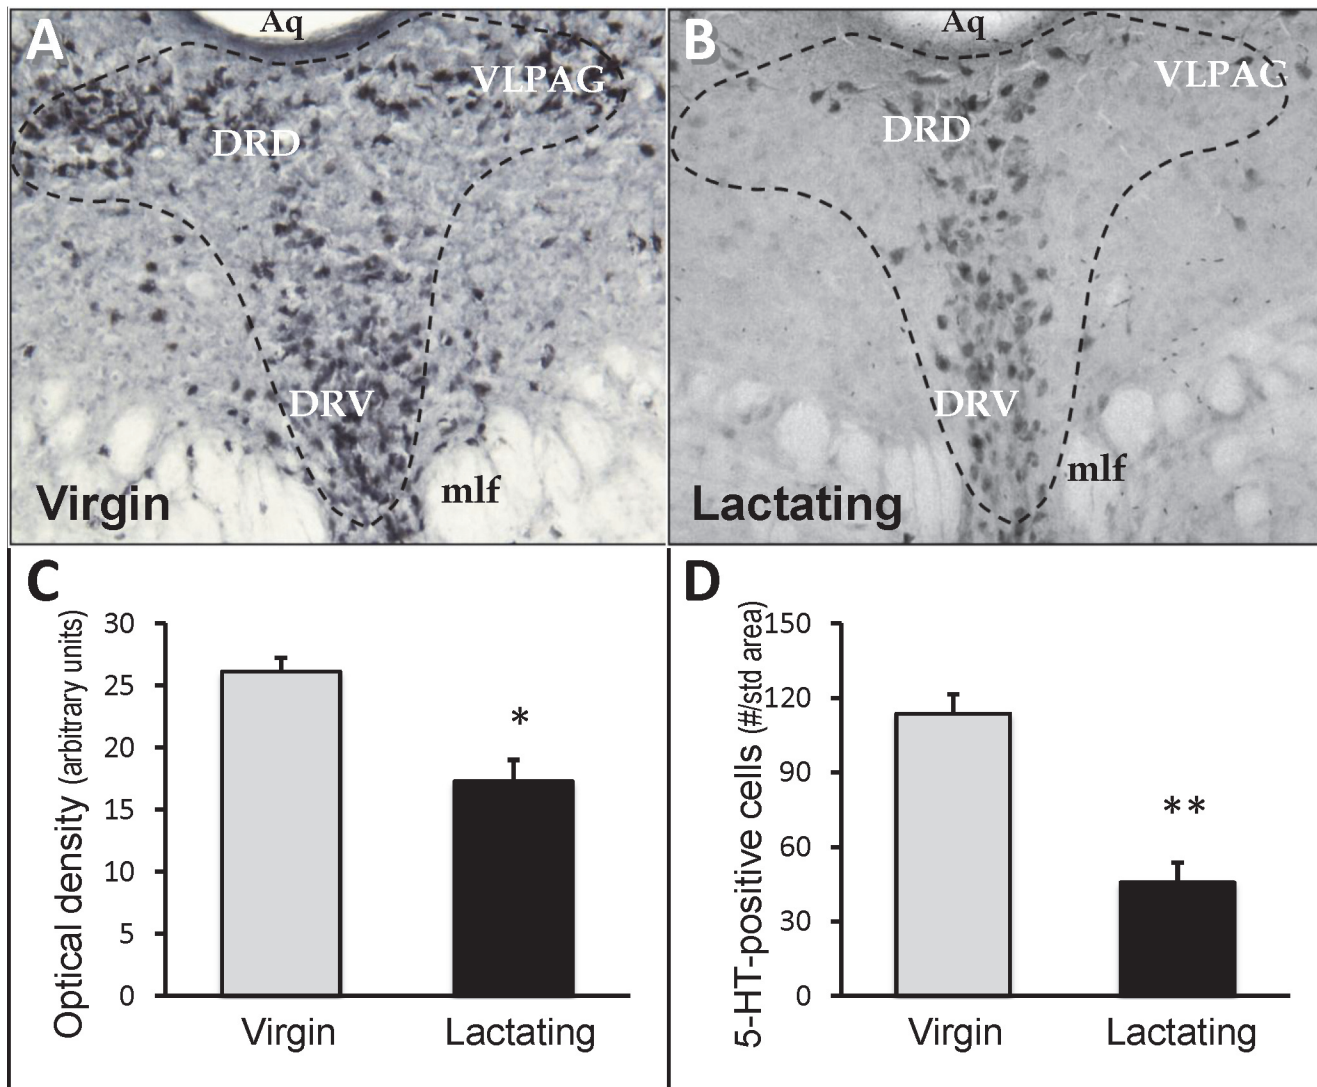 A
Aq
VLPAG
DRD
DRV
mlf
Virgin
B
Aq
VLPAG
DRD
DRV
mlf
Lactating
C
Optical density (arbitrary units)
30
25
20
15
10
5
0
*
Virgin
Lactating
D
5-HT-positive cells (#/std area)
150
120
90
60
30
0
**
Virgin
Lactating